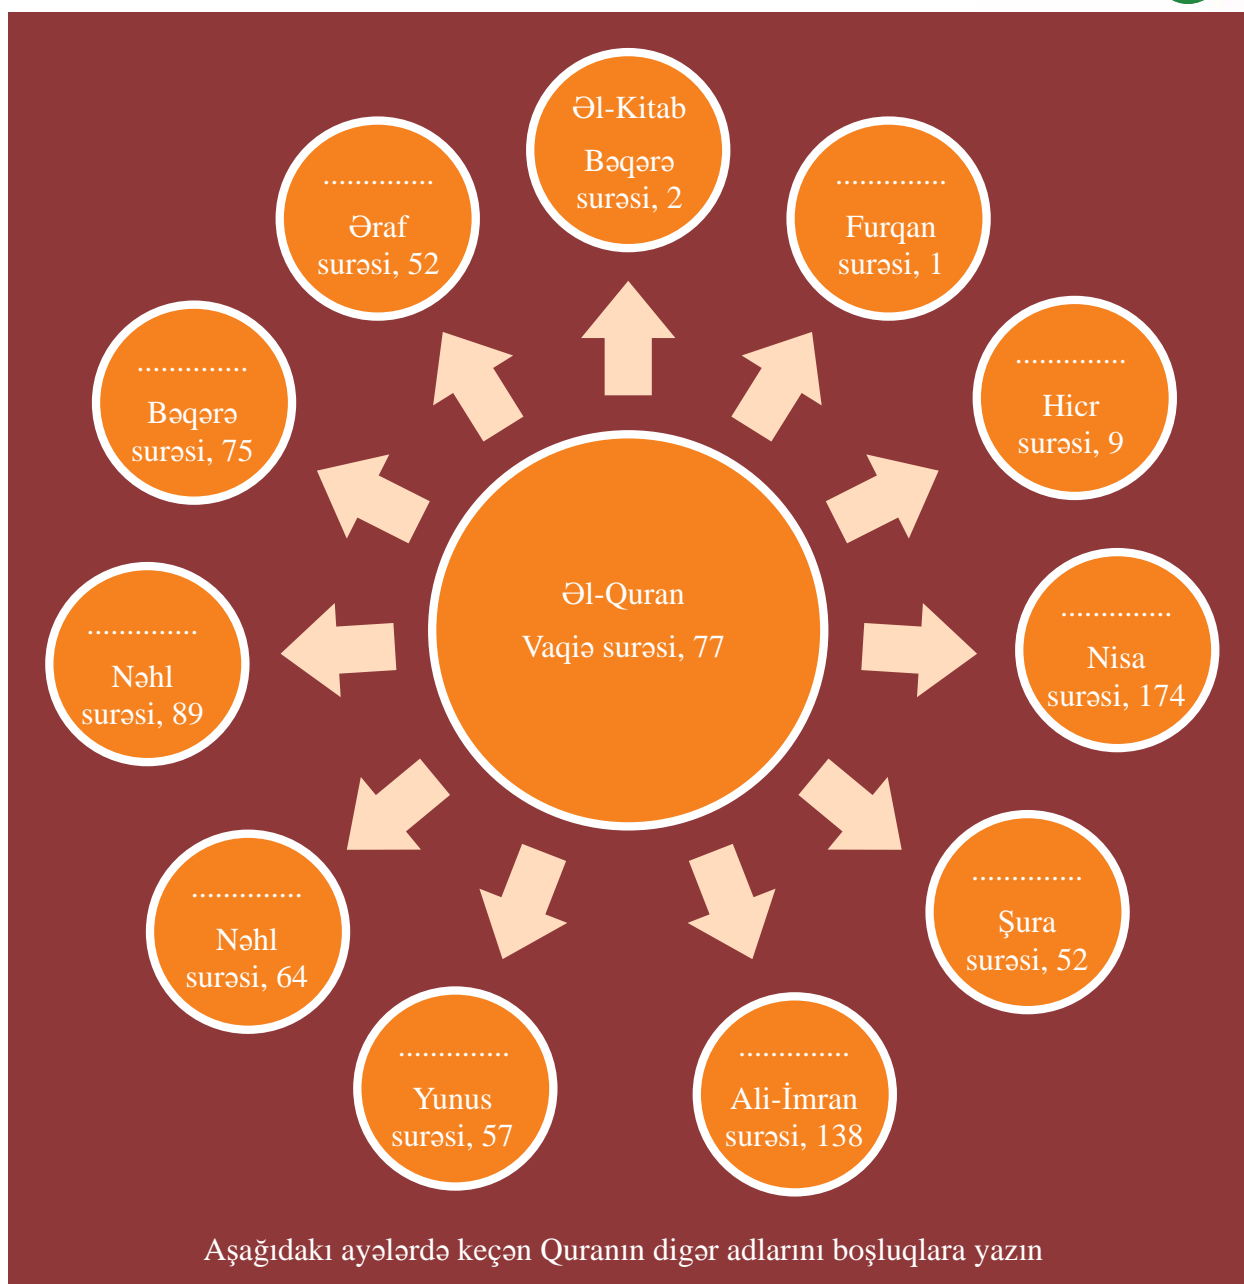 Əl-Kitab
Bəqərə
surəsi, 2
..............
Furqan
surəsi, 1
..............
Hicr
surəsi, 9
..............
Nisa
surəsi, 174
..............
Şura
surəsi, 52
..............
Ali-İmran
surəsi, 138
..............
Yunus
surəsi, 57
..............
Nəhl
surəsi, 64
..............
Nəhl
surəsi, 89
..............
Bəqərə
surəsi, 75
..............
Əraf
surəsi, 52
Əl-Quran
Vaqiə surəsi, 77
Aşağıdakı ayələrdə keçən Quranın digər adlarını boşluqlara yazın